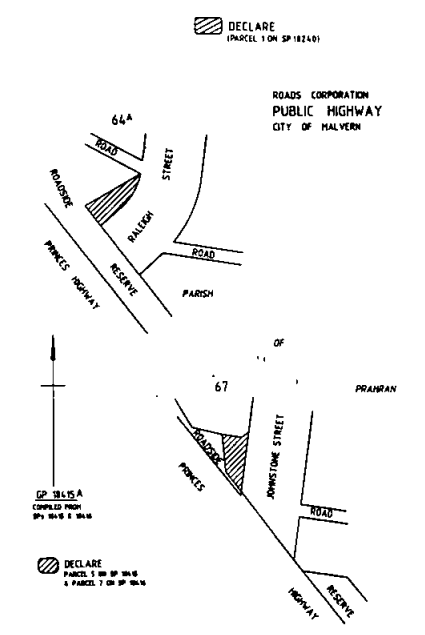 DECLARE
(PARCEL 1 ON SP 18240)
ROADS CORPORATION
PUBLIC HIGHWAY
CITY OF MALVERN
64A
ROAD
STREET
ROADSIDE
RALEIGH
ROAD
RESERVE
PRINCES HIGHWAY
PARISH
OF
67
PRAHRAN
ROADSIDE
JOHNSTONE STREET
PRINCES
GP 18415A
COMPILED FROM
ROAD
DECLARE
HIGHWAY
RESERVE